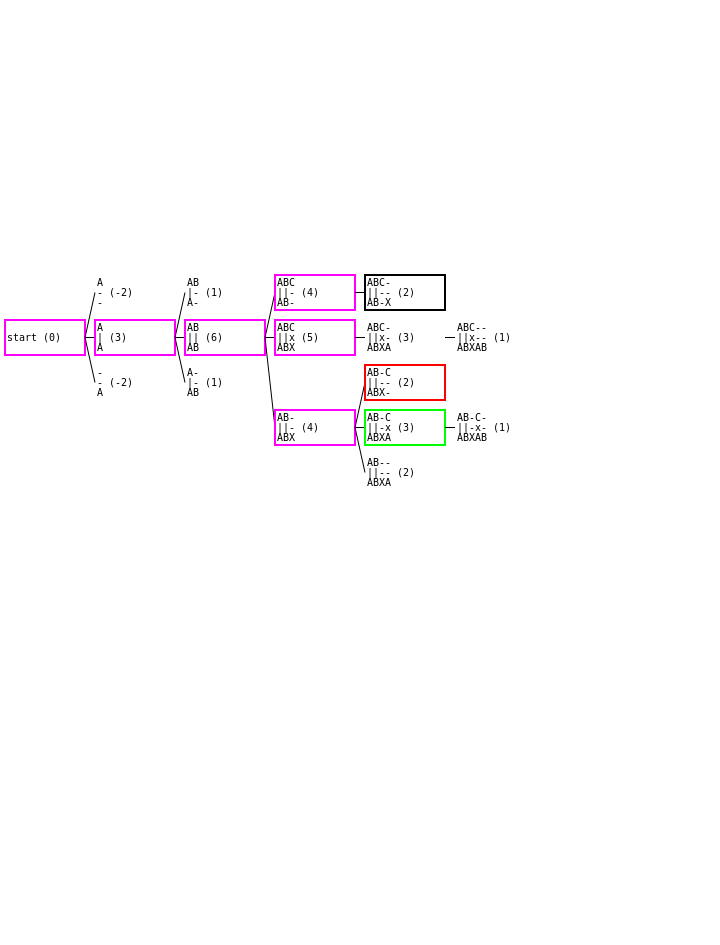 start (0)
A
- (-2)
-
A
| (3)
A
-
- (-2)
A
AB
|- (1)
A-
AB
|| (6)
AB
A-
|- (1)
AB
ABC
||- (4)
AB-
ABC
||x (5)
ABX
AB-
||- (4)
ABX
ABC-
||-- (2)
AB-X
ABC-
||x- (3)
ABXA
AB-C
||-- (2)
ABX-
AB-C
||-x (3)
ABXA
AB--
||-- (2)
ABXA
ABC--
||x-- (1)
ABXAB
AB-C-
||-x- (1)
ABXAB